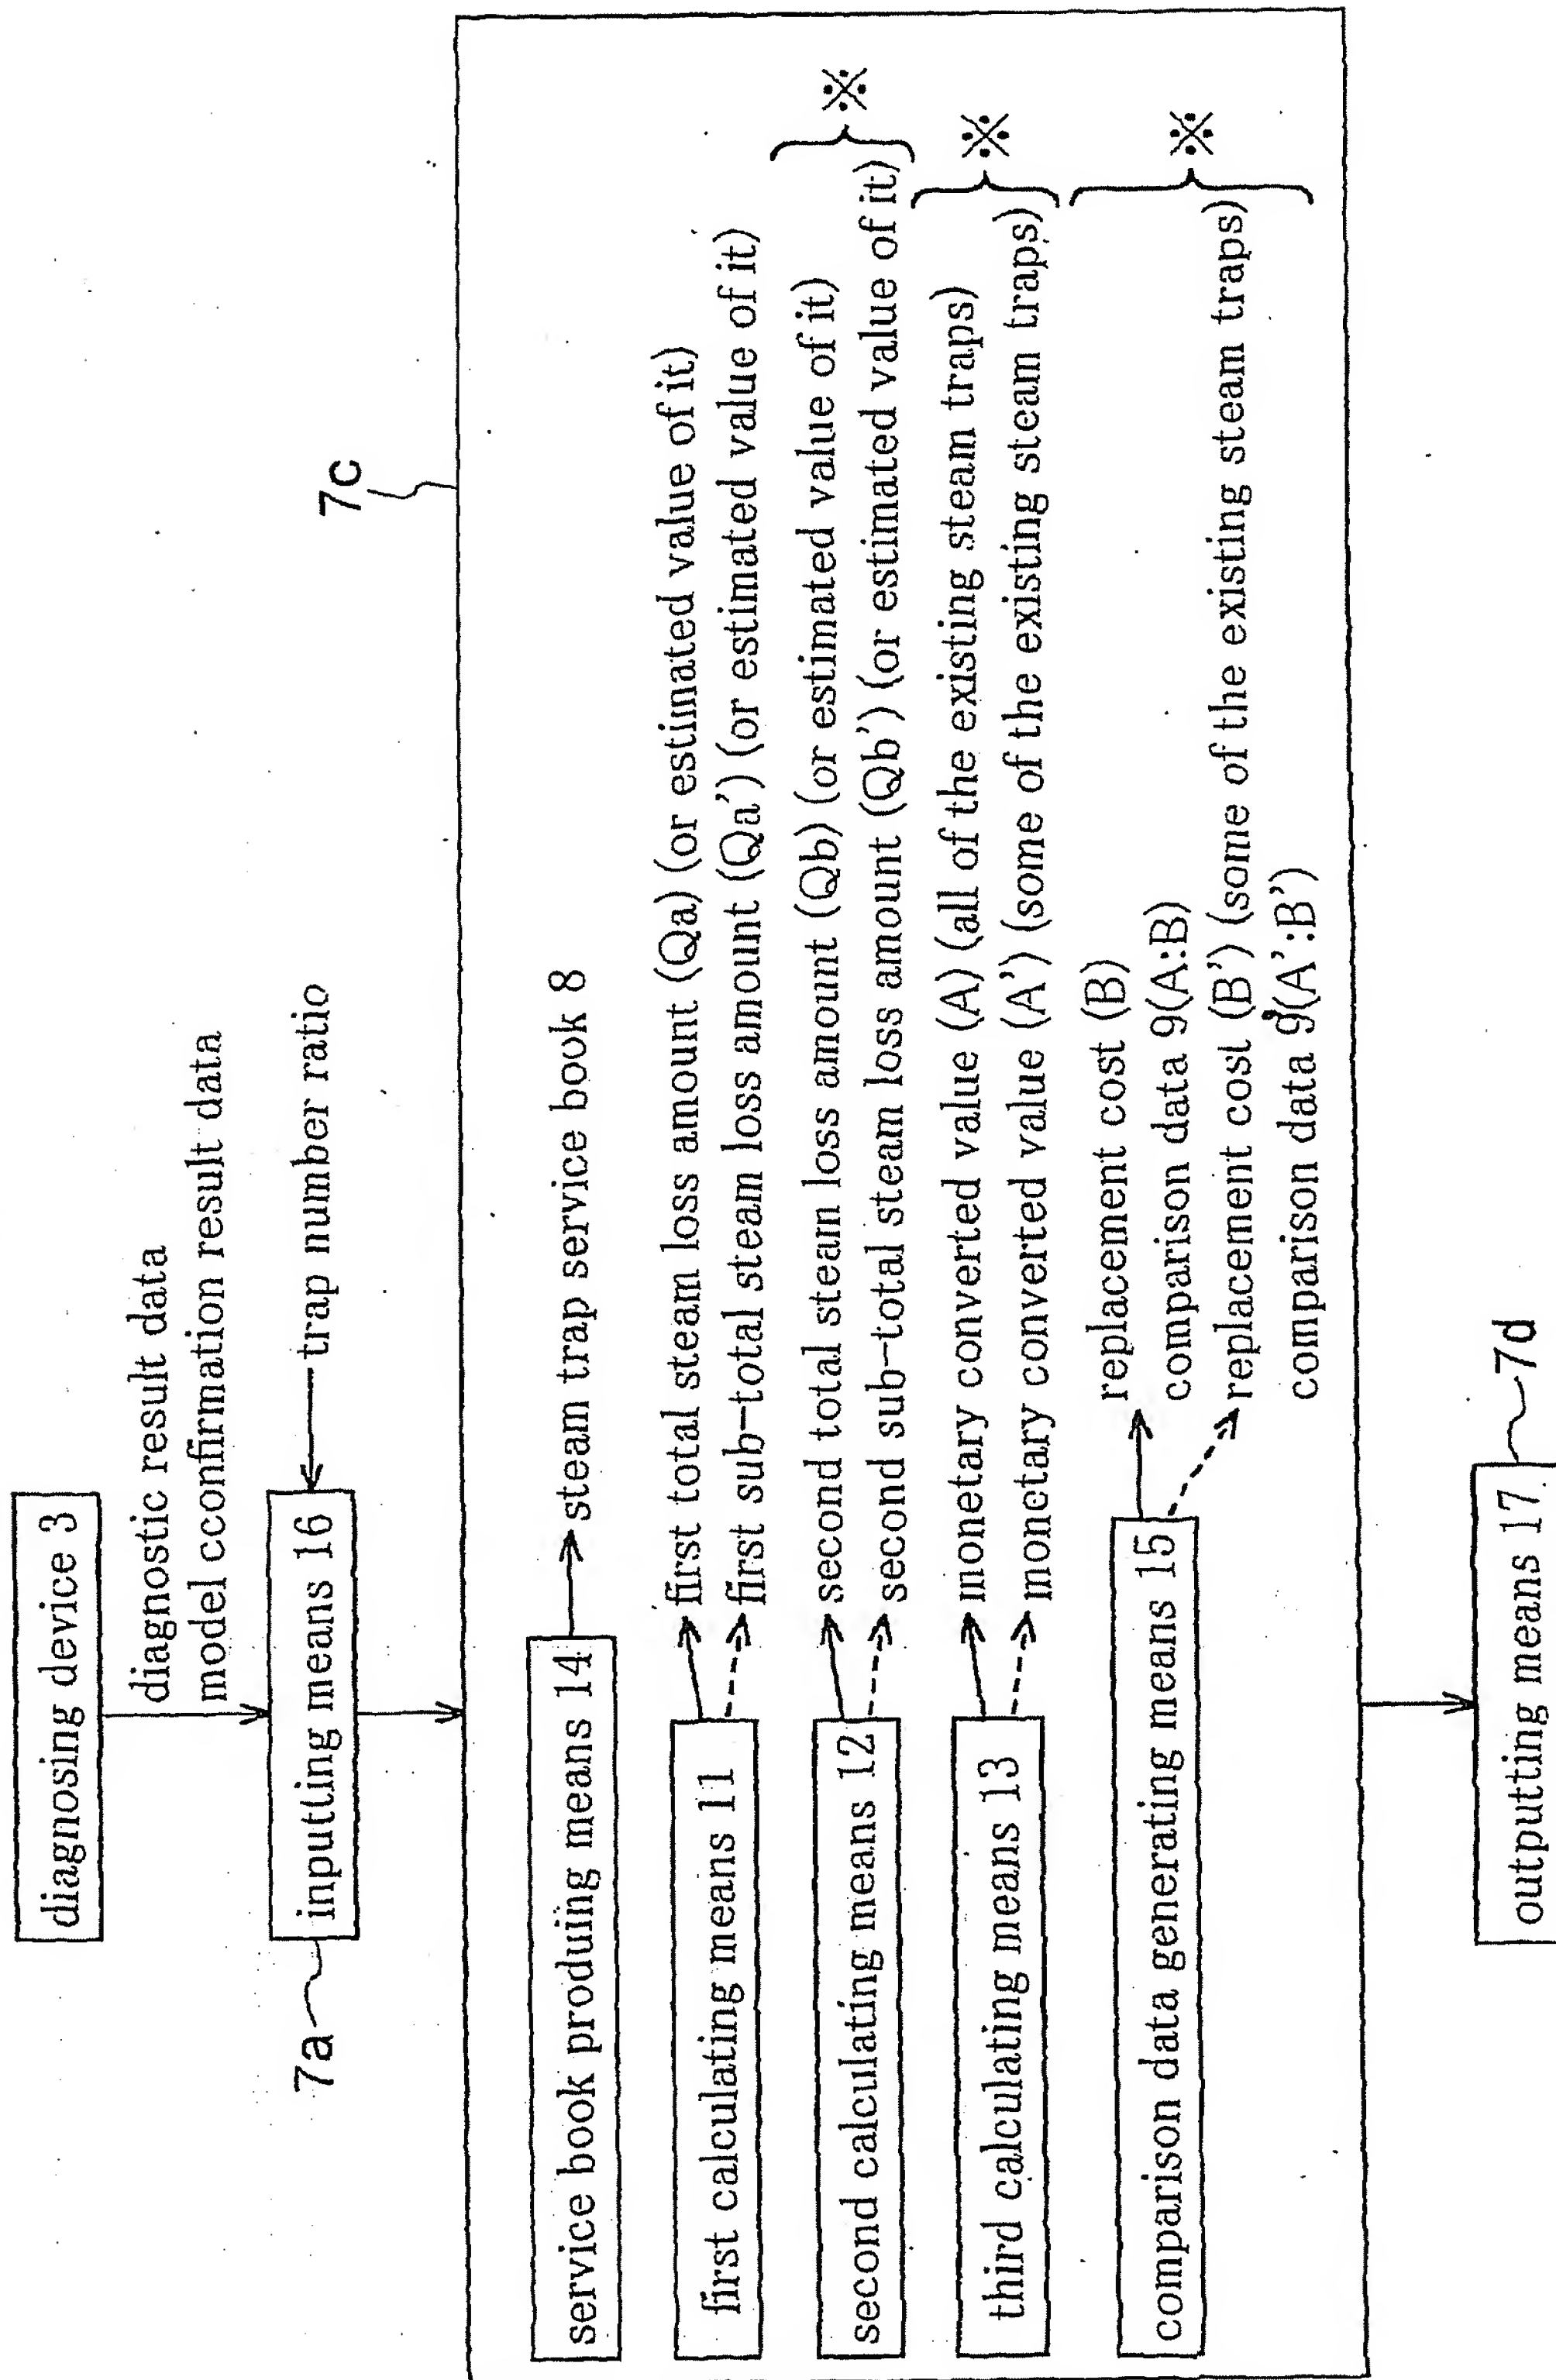 diagnosing device 3
diagnostic result data
model cconfirmation result data
7a
inputting means 16
trap number ratio
7c
service book produing means 14
steam trap service book 8
first calculating means 11
first total steam loss amount (Qa) (or estimated value of it)
first sub-total steam loss amount (Qa') (or estimated value of it)
second calculating means 12
second total steam loss amount (Qb) (or estimated value of it)
second sub-total steam loss amount (Qb') (or estimated value of it)
※
third calculating means 13
monetary converted value (A) (all of the existing steam traps)
monetary converted value (A') (some of the existing steam traps)
※
comparison data generating means 15
replacement cost (B)
comparison data 9(A:B)
replacement cost (B') (some of the existing steam traps)
comparison data 9'(A':B')
※
outputting means 17
7d